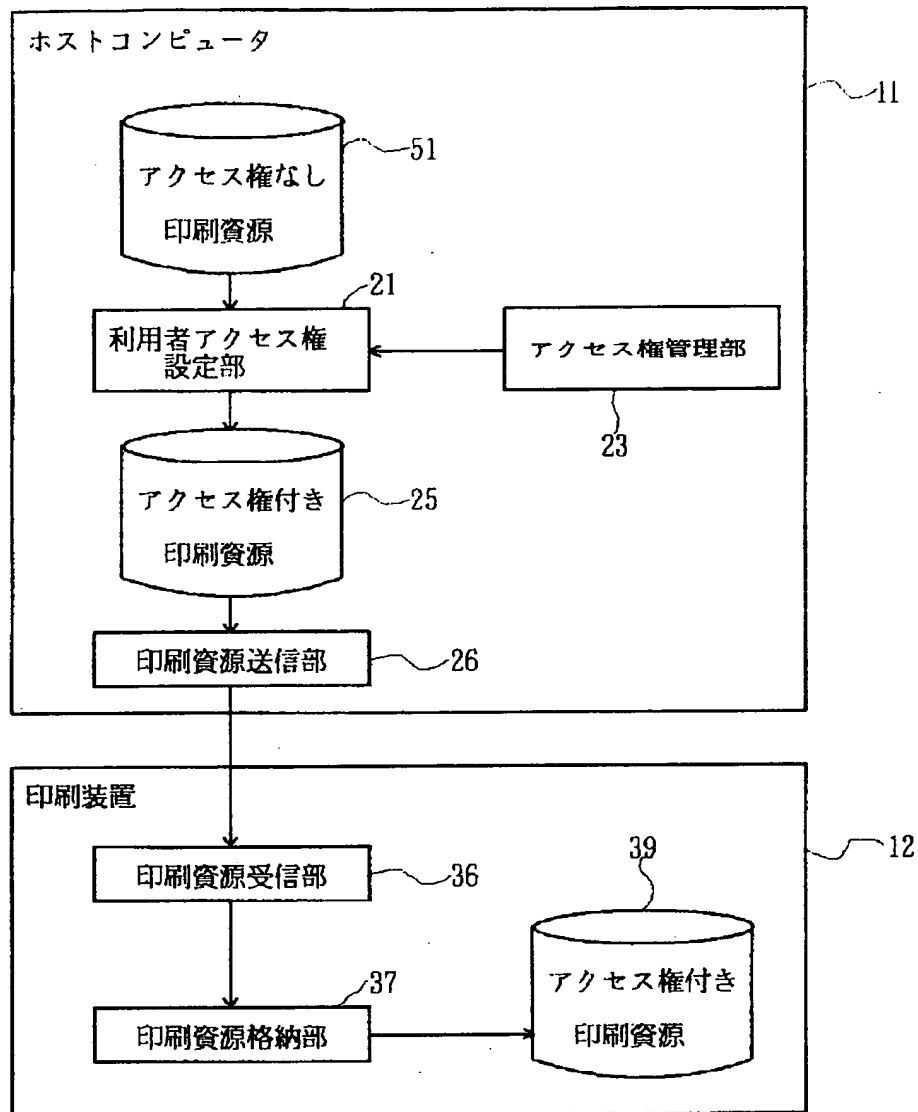 ホストコンピュータ
11
51
アクセス権なし
印刷資源
21
利用者アクセス権
設定部
アクセス権管理部
23
アクセス権付き
印刷資源
25
印刷資源送信部
26
印刷装置
12
印刷資源受信部
36
39
37
アクセス権付き
印刷資源
印刷資源格納部